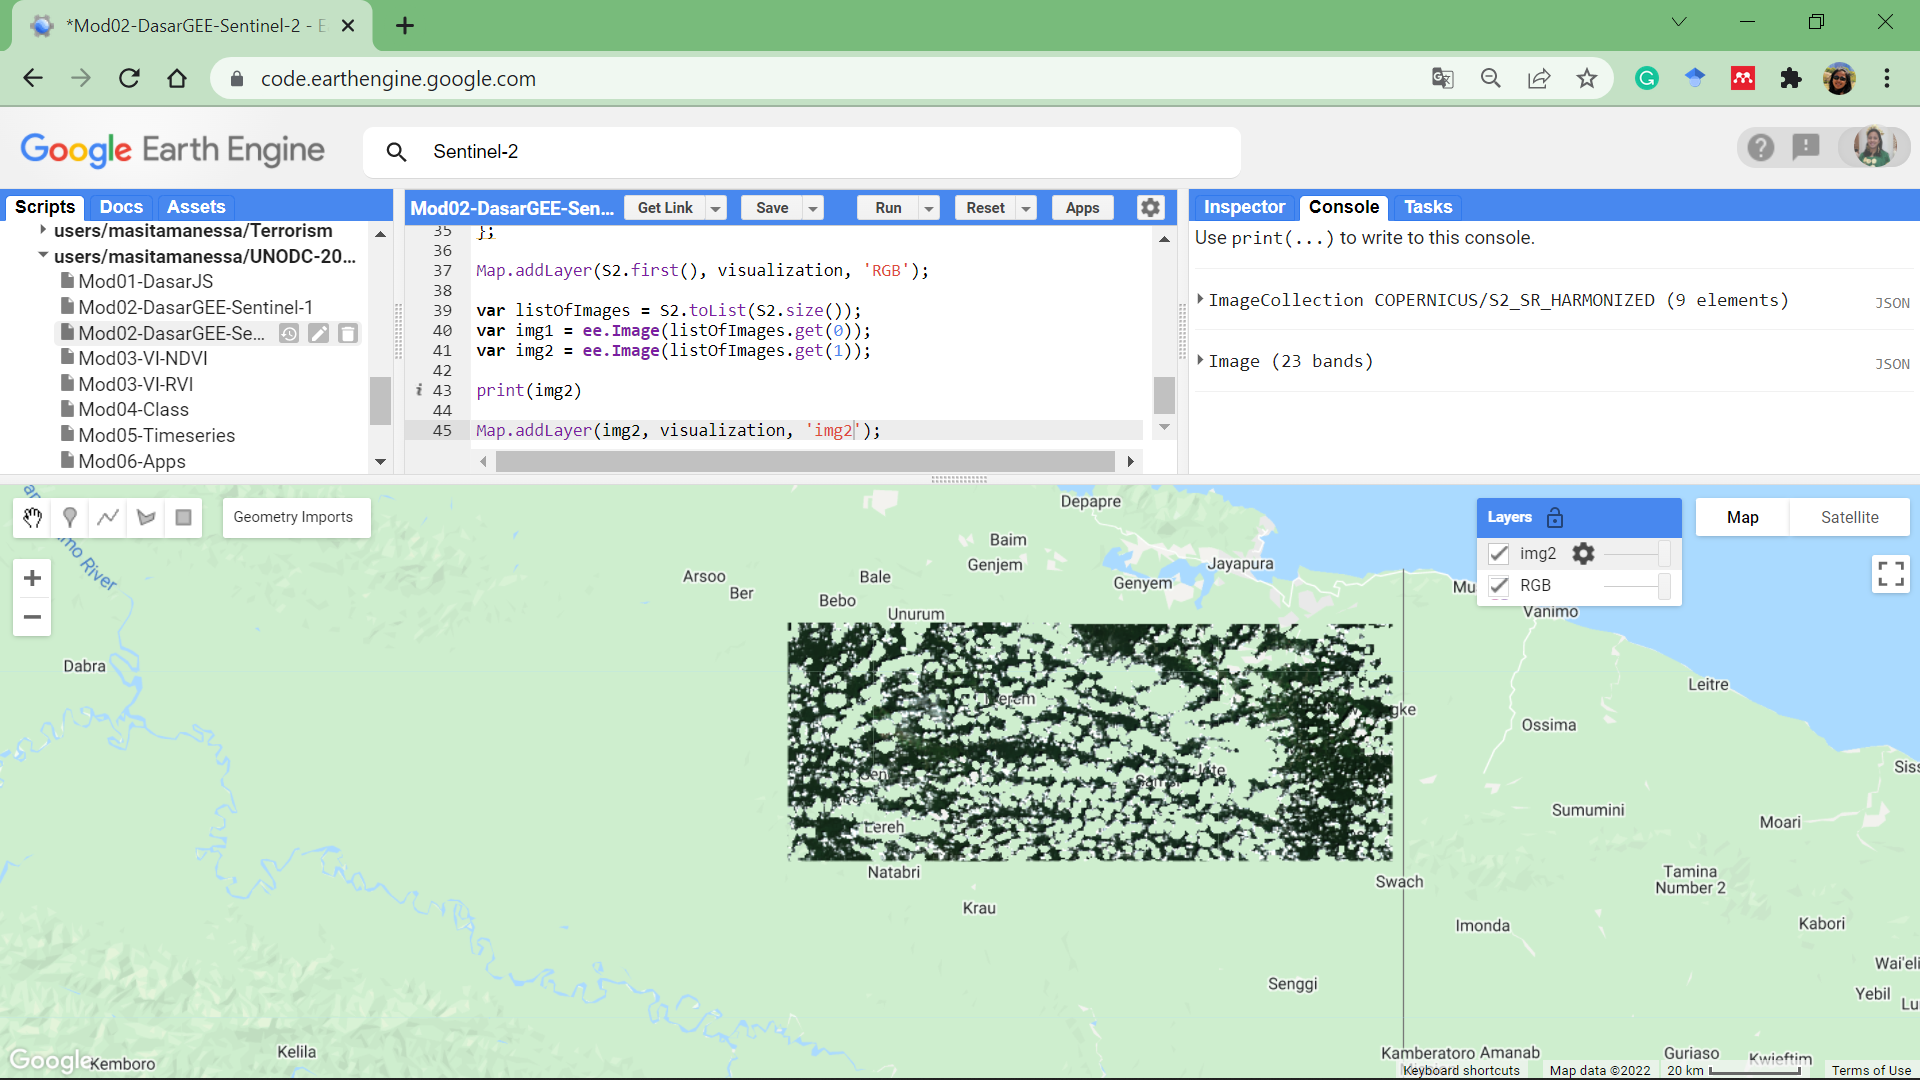 *Mod02-DasarGEE-Sentinel-2 - E
code.earthengine.google.com
Google Earth Engine
Sentinel-2
Scripts Docs Assets
users/masitamanessa/Terrorism
users/masitamanessa/UNODC-20...
Mod01-DasarJS
Mod02-DasarGEE-Sentinel-1
Mod02-DasarGEE-Se...
Mod03-VI-NDVI
Mod03-VI-RVI
Mod04-Class
Mod05-Timeseries
Mod06-Apps
Mod02-DasarGEE-Sen... Get Link Save Run Reset Apps
35 };
36
37 Map.addLayer(S2.first(), visualization, 'RGB');
38
39 var listOfImages = S2.toList(S2.size());
40 var img1 = ee.Image(listOfImages.get(0));
41 var img2 = ee.Image(listOfImages.get(1));
42
43 print(img2)
44
45 Map.addLayer(img2, visualization, 'img2');
Inspector Console Tasks
Use print(...) to write to this console.
ImageCollection COPERNICUS/S2_SR_HARMONIZED (9 elements) JSON
Image (23 bands) JSON
Geometry Imports
Layers
img2
RGB
Map Satellite
River
Depapre
Baim
Genjem
Jayapura
Arsoo
Bale
Genyem
Ber
Bebo
Unurum
Vanimo
Dabra
Leitre
Ossima
Sumumini
Moari
Lereh
Natabri
Swach
Tamina
Number 2
Krau
Imonda
Kabori
Wai'eli
Senggi
Yebil
Kelila
Kamberatoro Amanab
Guriaso
Kwieftim
Google
Kemboro
Keyboard shortcuts Map data ©2022 20 km Terms of Use